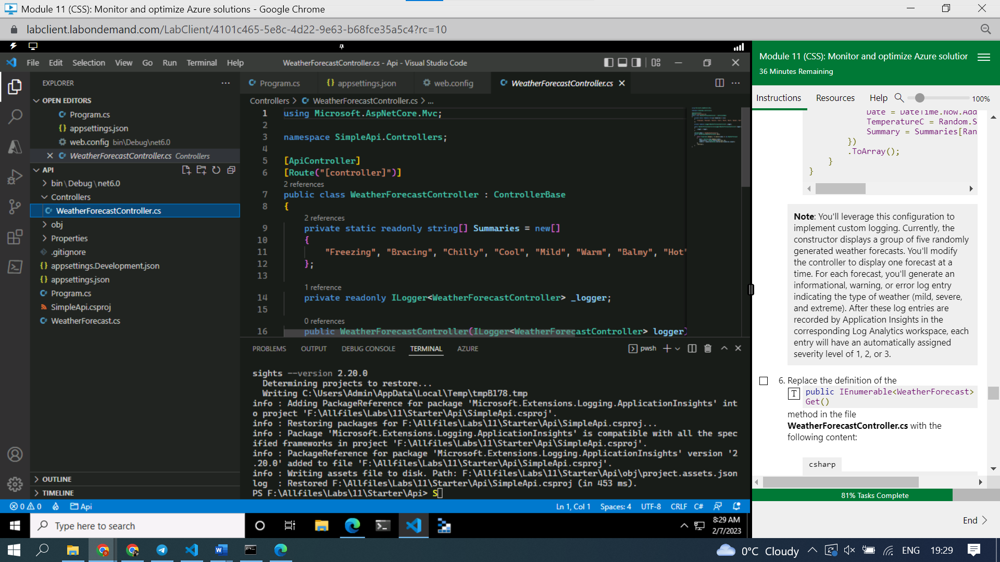 Module 11 (CSS): Monitor and optimize Azure solutions - Google Chrome
labclient.labondemand.com/LabClient/4101c465-5e8c-4d22-9e63-b68fce35a5c4?rc=10
File Edit Selection View Go Run Terminal Help
WeatherForecastController.cs - Api - Visual Studio Code
EXPLORER
OPEN EDITORS
Program.cs
appsettings.json
web.config bin\Debug\net6.0
WeatherForecastController.cs Controllers
API
bin\Debug\net6.0
Controllers
WeatherForecastController.cs
obj
Properties
.gitignore
appsettings.Development.json
appsettings.json
Program.cs
SimpleApi.csproj
WeatherForecast.cs
OUTLINE
TIMELINE
Program.cs appsettings.json web.config WeatherForecastController.cs
Controllers > WeatherForecastController.cs > ...
1 using Microsoft.AspNetCore.Mvc;
2
3 namespace SimpleApi.Controllers;
4
5 [ApiController]
6 [Route("[controller]")]
2 references
7 public class WeatherForecastController : ControllerBase
8 {
2 references
9 private static readonly string[] Summaries = new[]
10 {
11 "Freezing", "Bracing", "Chilly", "Cool", "Mild", "Warm", "Balmy", "Hot"
12 };
13
1 reference
14 private readonly ILogger<WeatherForecastController> _logger;
15
0 references
16 public WeatherForecastController(ILogger<WeatherForecastController> logger)
PROBLEMS OUTPUT DEBUG CONSOLE TERMINAL AZURE
pwsh
sights --version 2.20.0
Determining projects to restore...
Writing C:\Users\Admin\AppData\Local\Temp\tmpB178.tmp
info : Adding PackageReference for package 'Microsoft.Extensions.Logging.ApplicationInsights' int
o project 'F:\Allfiles\Labs\11\Starter\Api\SimpleApi.csproj'.
info : Restoring packages for F:\Allfiles\Labs\11\Starter\Api\SimpleApi.csproj...
info : Package 'Microsoft.Extensions.Logging.ApplicationInsights' is compatible with all the spec
ified frameworks in project 'F:\Allfiles\Labs\11\Starter\Api\SimpleApi.csproj'.
info : PackageReference for package 'Microsoft.Extensions.Logging.ApplicationInsights' version '2
.20.0' added to file 'F:\Allfiles\Labs\11\Starter\Api\SimpleApi.csproj'.
info : Writing assets file to disk. Path: F:\Allfiles\Labs\11\Starter\Api\obj\project.assets.json
log : Restored F:\Allfiles\Labs\11\Starter\Api\SimpleApi.csproj (in 453 ms).
PS F:\Allfiles\Labs\11\Starter\Api> S
0 0 Api
Ln 1, Col 1 Spaces: 4 UTF-8 CRLF C#
Type here to search
8:29 AM
2/7/2023
Module 11 (CSS): Monitor and optimize Azure solution
36 Minutes Remaining
Instructions Resources Help 100%
Date = DateTime.Now.Add
TemperatureC = Random.S
Summary = Summaries[Ran
})
.ToArray();
}
}
Note: You'll leverage this configuration to
implement custom logging. Currently, the
constructor displays a group of five randomly
generated weather forecasts. You'll modify
the controller to display one forecast at a
time. For each forecast, you'll generate an
informational, warning, or error log entry
indicating the type of weather (mild, severe,
and extreme). After these log entries are
recorded by Application Insights in the
corresponding Log Analytics workspace, each
entry will have an automatically assigned
severity level of 1, 2, or 3.
6. Replace the definition of the
T public IEnumerable<WeatherForecast>
Get()
method in the file
WeatherForecastController.cs with the
following content:
csharp
81% Tasks Complete
End
0°C Cloudy
ENG
19:29